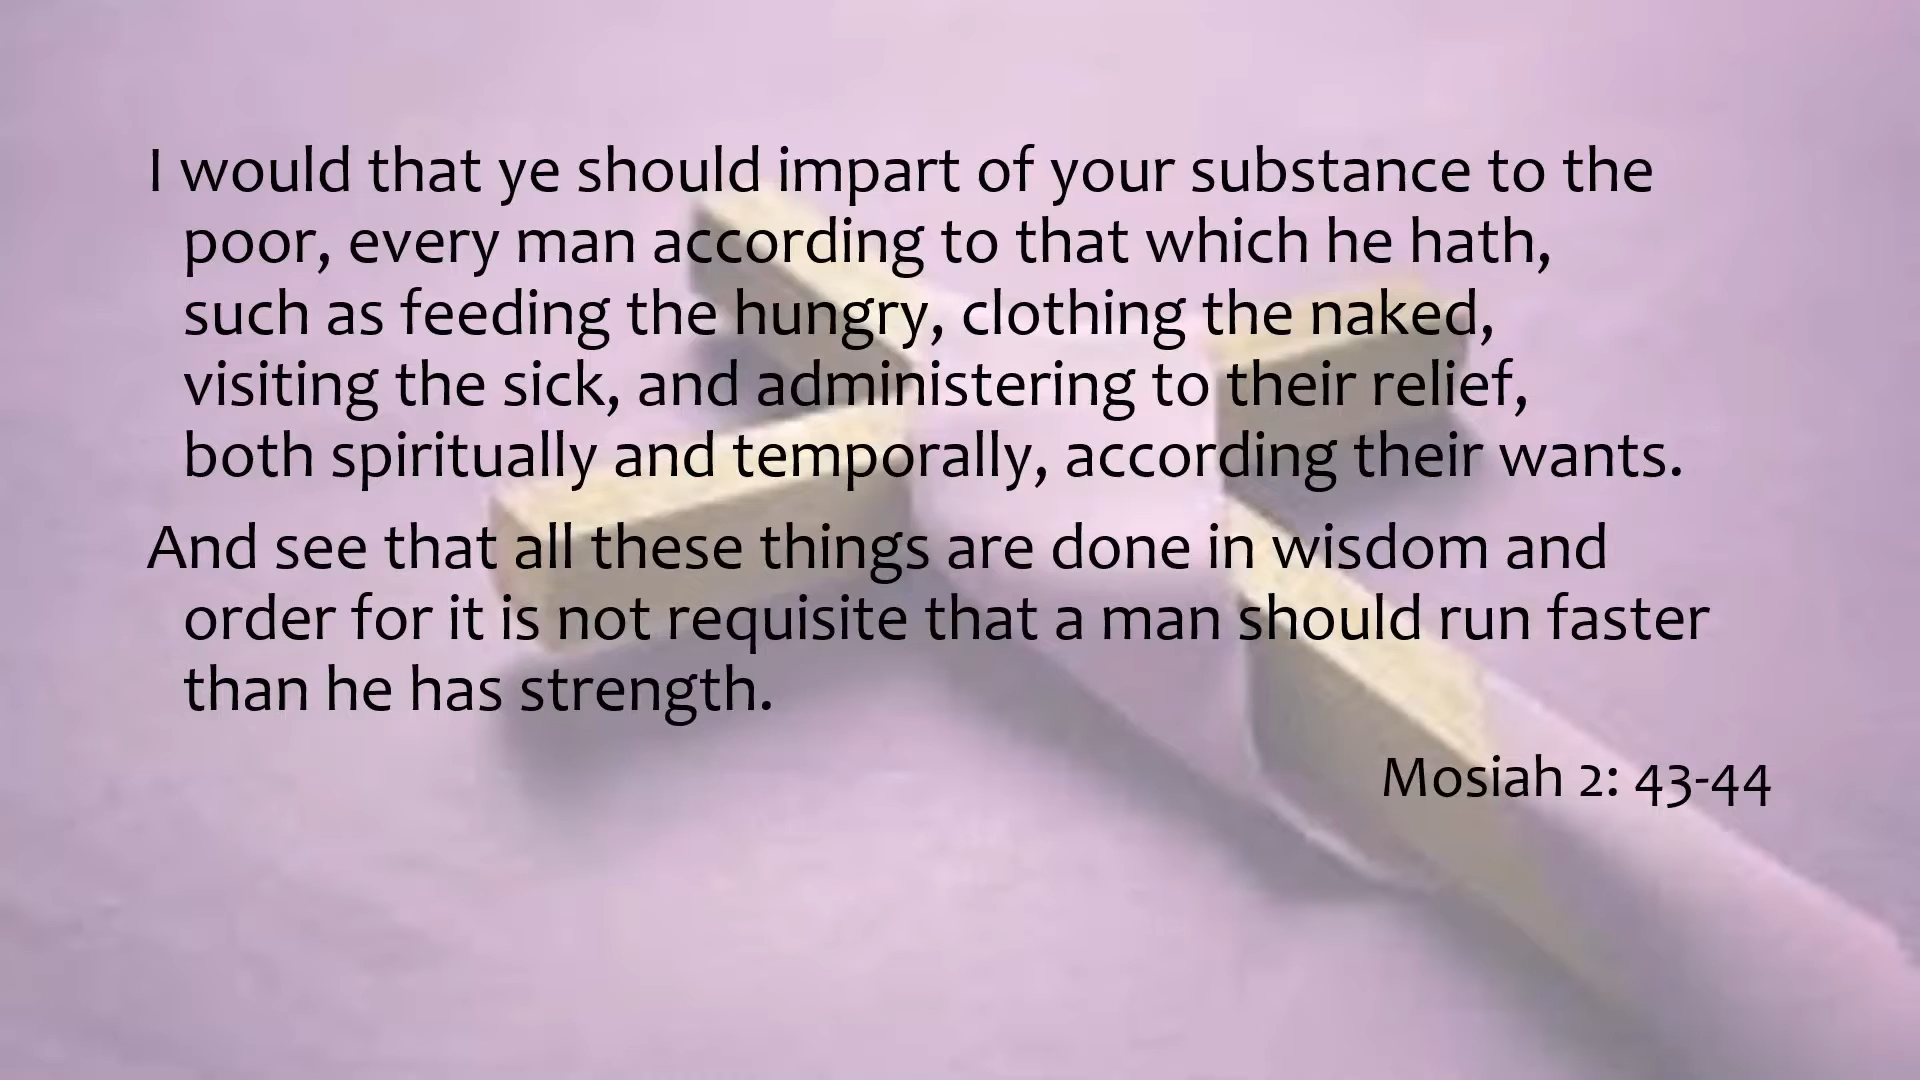 I would that ye should impart of your substance to the
poor, every man according to that which he hath,
such as feeding the hungry, clothing the naked,
visiting the sick, and administering to their relief,
both spiritually and temporally, according their wants.
And see that all these things are done in wisdom and
order for it is not requisite that a man should run faster
than he has strength.
Mosiah 2: 43-44